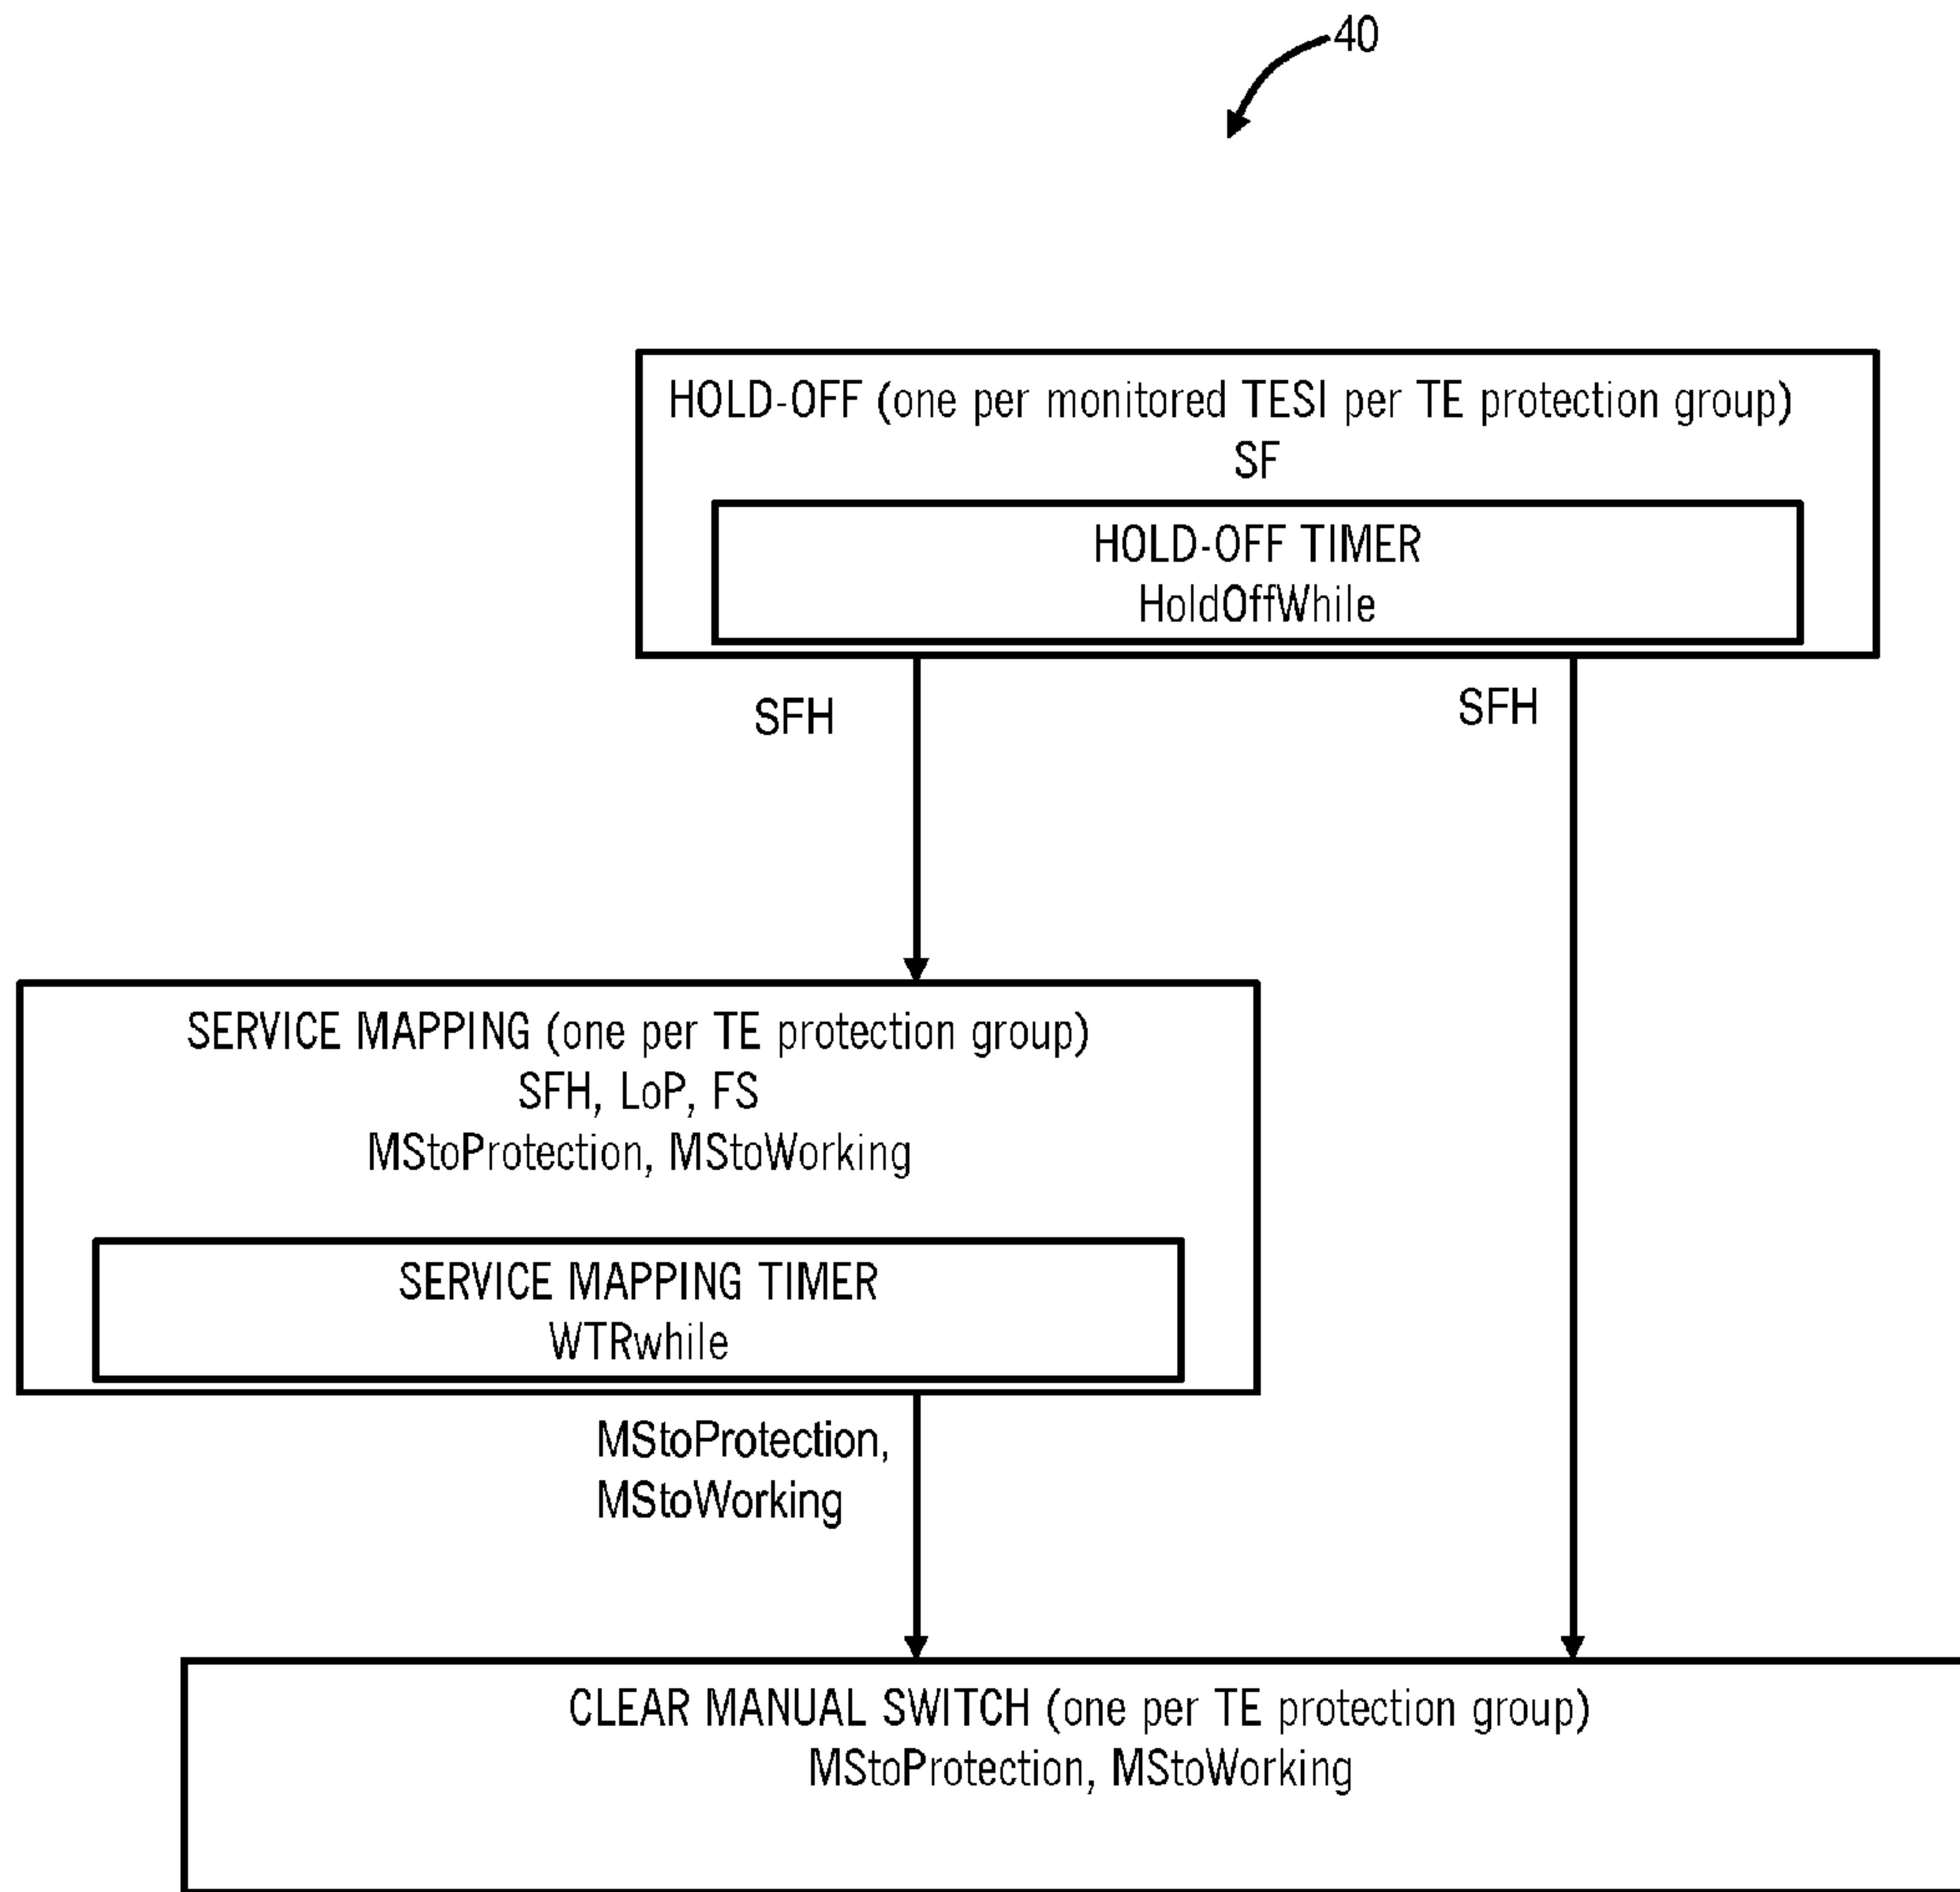 40
HOLD-OFF (one per monitored TESI per TE protection group)
SF
HOLD-OFF TIMER
HoldOffWhile
SFH
SFH
SERVICE MAPPING (one per TE protection group)
SFH, LoP, FS
MStoProtection, MStoWorking
SERVICE MAPPING TIMER
WTRwhile
MStoProtection,
MStoWorking
CLEAR MANUAL SWITCH (one per TE protection group)
MStoProtection, MStoWorking